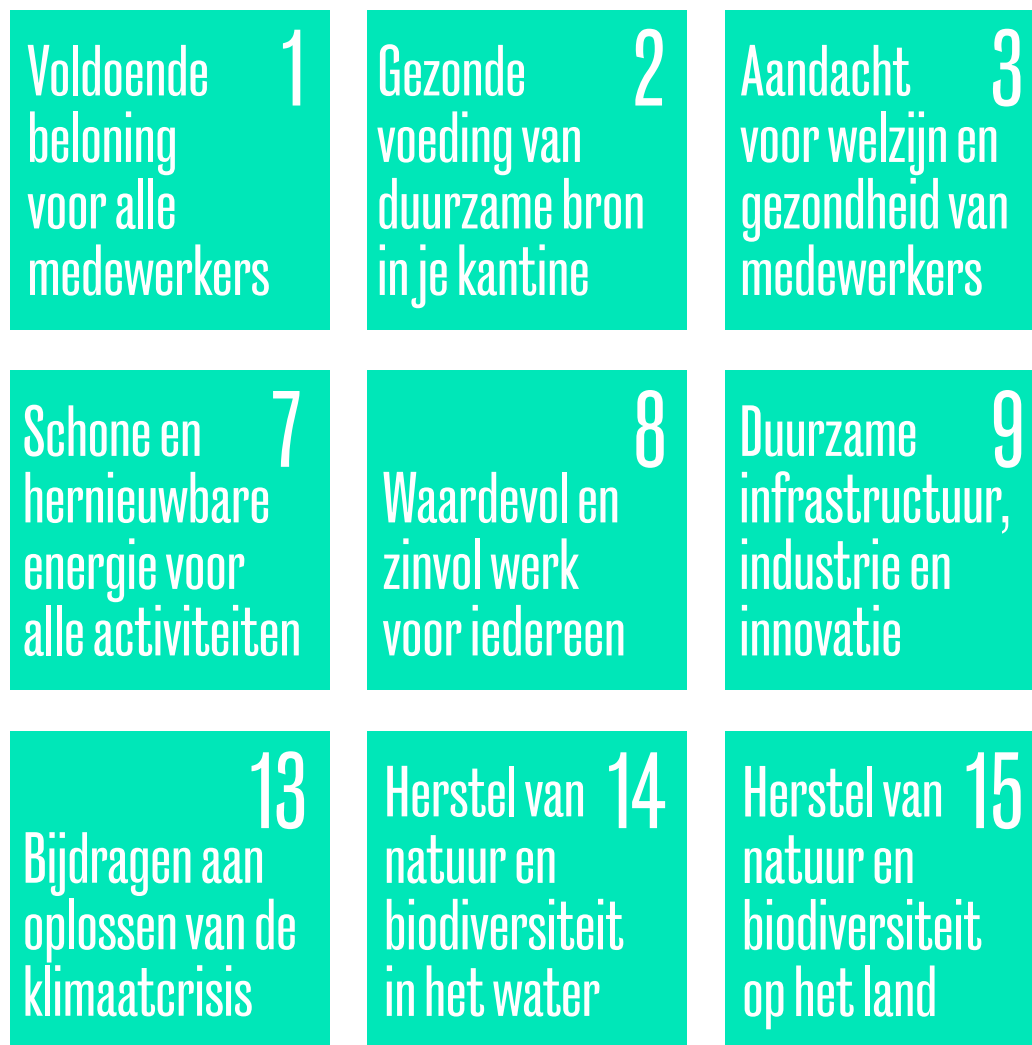 1
Voldoende
beloning
voor alle
medewerkers
2
Gezonde
voeding van
duurzame bron
in je kantine
3
Aandacht
voor welzijn en
gezondheid van
medewerkers
7
Schone en
hernieuwbare
energie voor
alle activiteiten
8
Waardevol en
zinvol werk
voor iedereen
9
Duurzame
infrastructuur,
industrie en
innovatie
13
Bijdragen aan
oplossen van de
klimaatcrisis
14
Herstel van
natuur en
biodiversiteit
in het water
15
Herstel van
natuur en
biodiversiteit
op het land